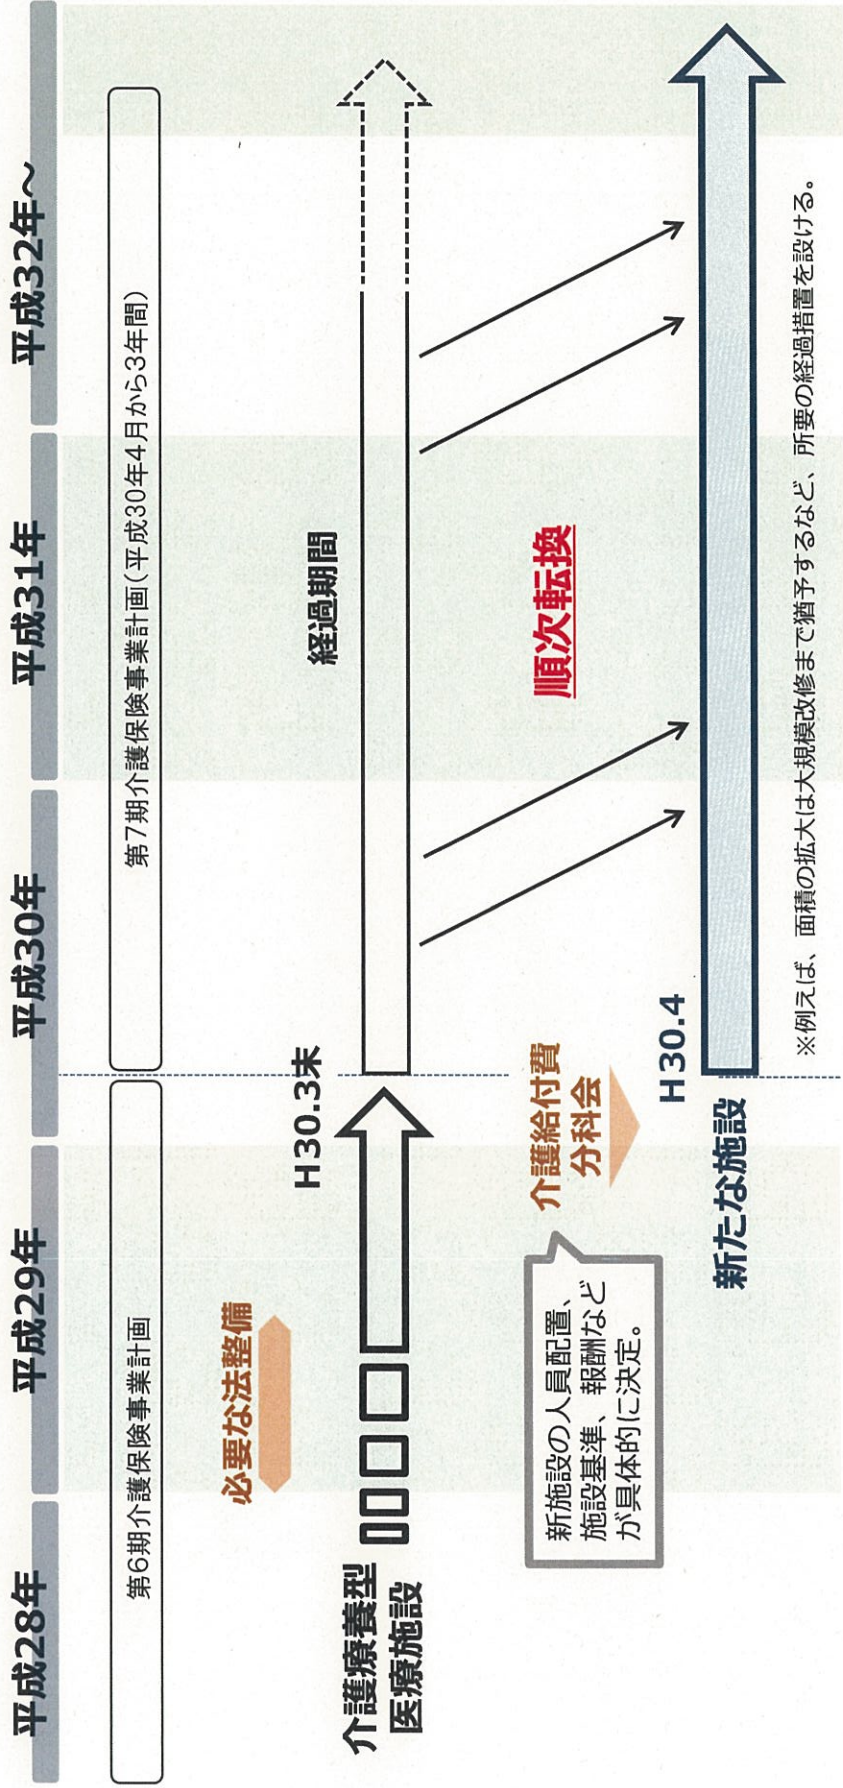 平成28年
平成29年
平成30年
平成31年
平成32年～
第6期介護保険事業計画
第7期介護保険事業計画(平成30年4月から3年間)
必要な法整備
H30.3末
経過期間
介護療養型
医療施設
新施設の人員配置、
施設基準、報酬など
が具体的に決定。
介護給付費
分科会
順次転換
H30.4
新たな施設
※例えば、面積の拡大は大規模改修まで猶予するなど、所要の経過措置を設ける。